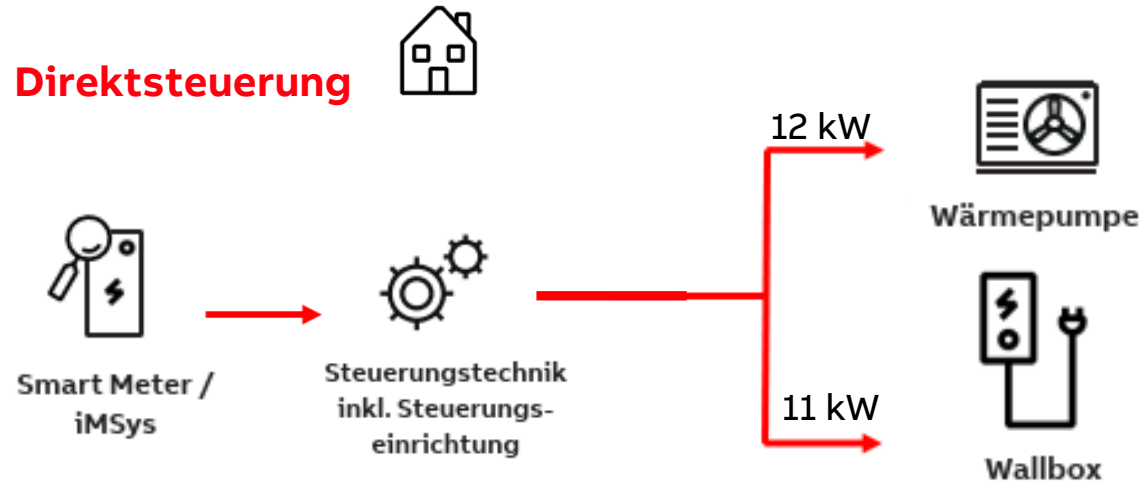 Direktsteuerung
12 kW
Wärmepumpe
Smart Meter /
iMSys
Steuerungstechnik
inkl. Steuerungs-
einrichtung
11 kW
Wallbox